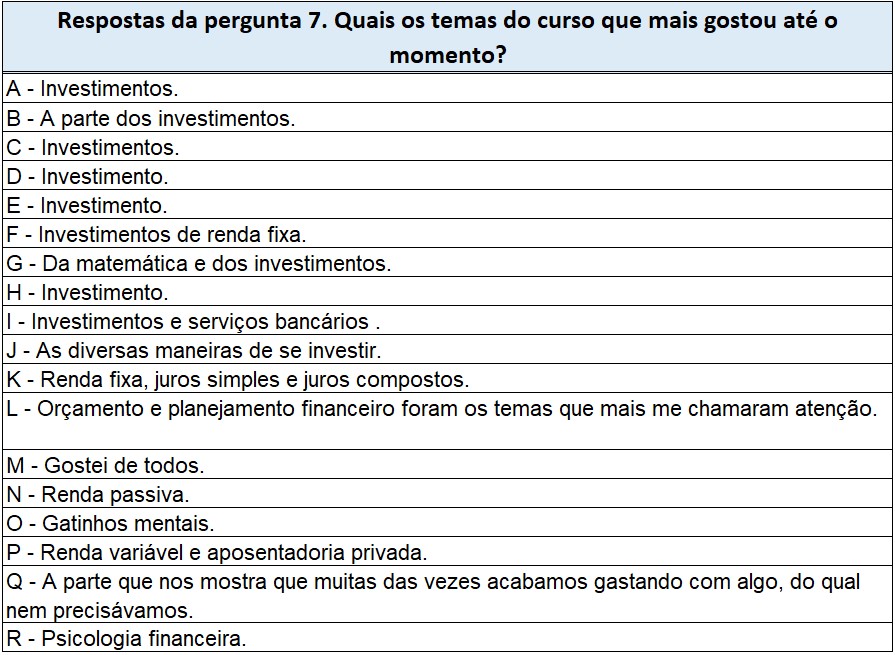 Respostas da pergunta 7. Quais os temas do curso que mais gostou até o
momento?
A - Investimentos.
B - A parte dos investimentos.
C - Investimentos.
D - Investimento.
E - Investimento.
F - Investimentos de renda fixa.
G - Da matemática e dos investimentos.
H - Investimento.
I - Investimentos e serviços bancários .
J - As diversas maneiras de se investir.
K - Renda fixa, juros simples e juros compostos.
L - Orçamento e planejamento financeiro foram os temas que mais me chamaram atenção.
M - Gostei de todos.
N - Renda passiva.
O - Gatinhos mentais.
P - Renda variável e aposentadoria privada.
Q - A parte que nos mostra que muitas das vezes acabamos gastando com algo, do qual
nem precisávamos.
R - Psicologia financeira.